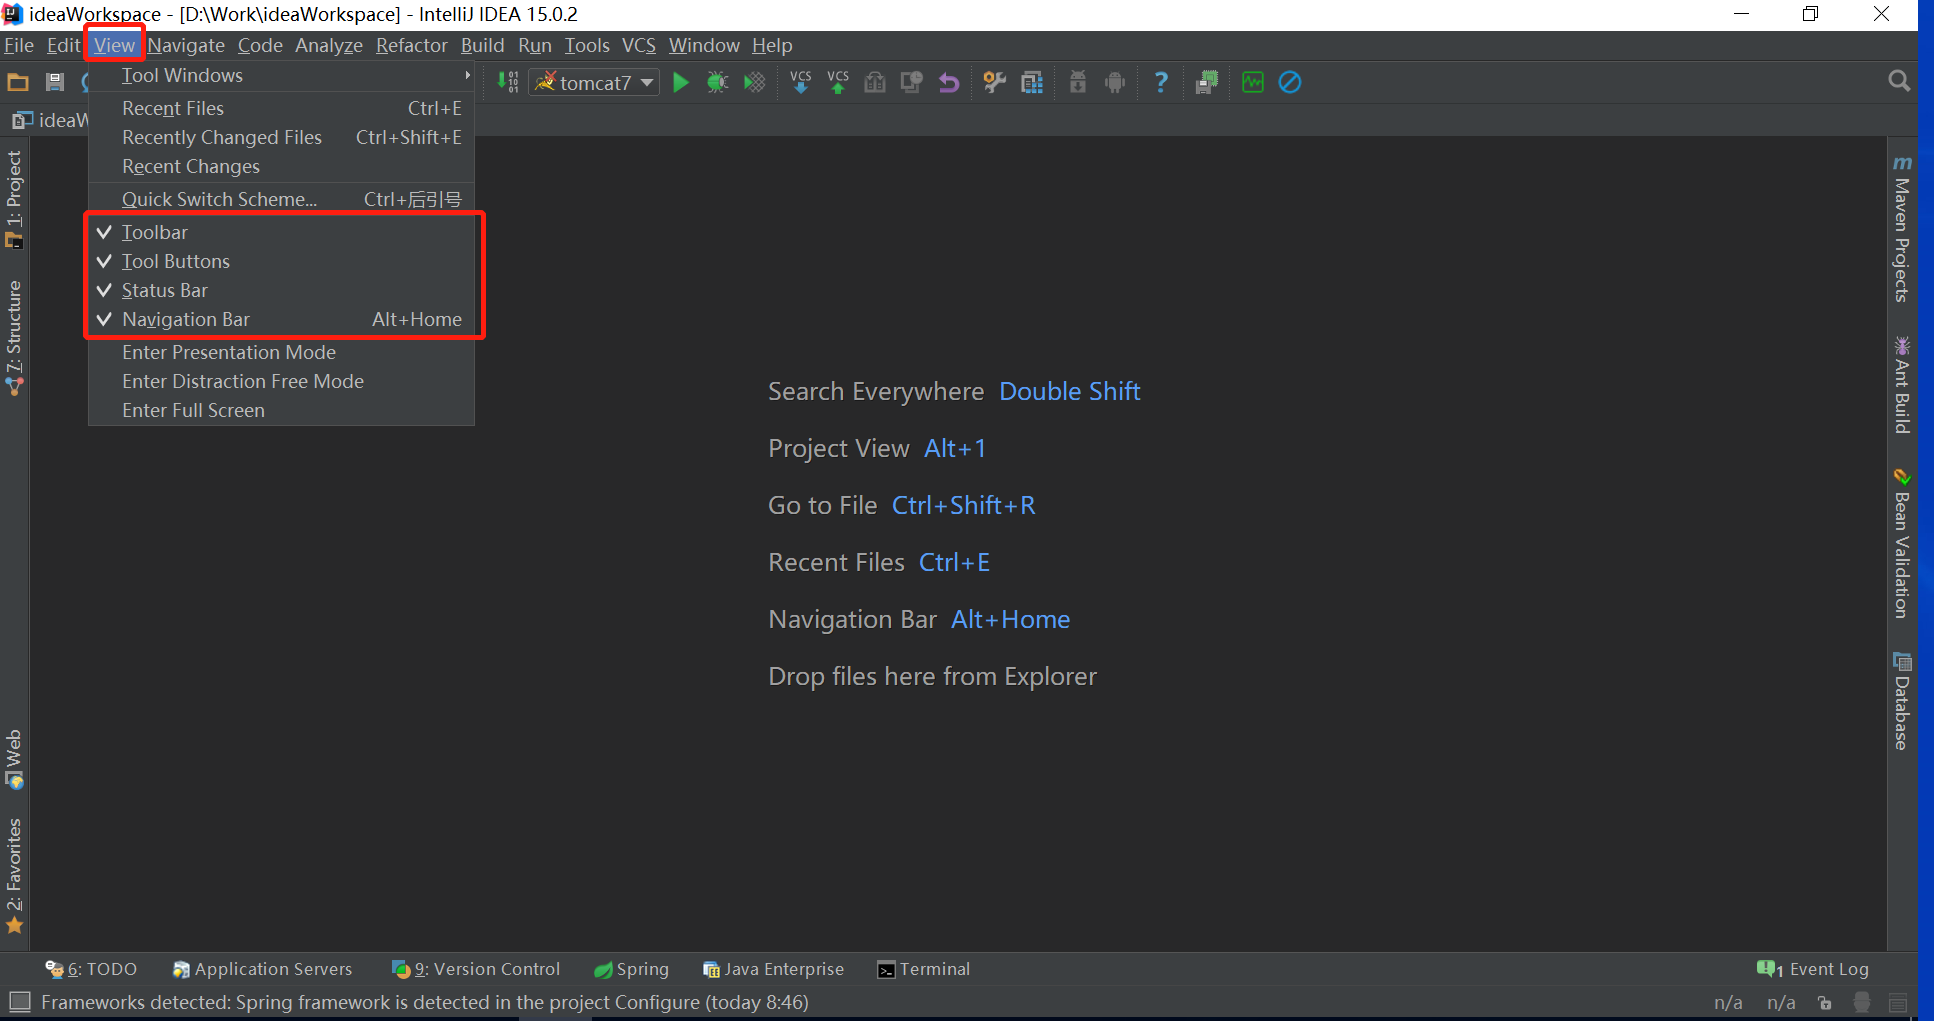 ideaWorkspace - [D:\Work\ideaWorkspace] - IntelliJ IDEA 15.0.2
File Edit View Navigate Code Analyze Refactor Build Run Tools VCS Window Help
tomcat7 VCS VCS ?
ideaW
Tool Windows
Recent Files Ctrl+E
Recently Changed Files Ctrl+Shift+E
Recent Changes
Quick Switch Scheme... Ctrl+后引号
Toolbar
Tool Buttons
Status Bar
Navigation Bar Alt+Home
Enter Presentation Mode
Enter Distraction Free Mode
Enter Full Screen
1: Project
7: Structure
Web
2: Favorites
Search Everywhere Double Shift
Project View Alt+1
Go to File Ctrl+Shift+R
Recent Files Ctrl+E
Navigation Bar Alt+Home
Drop files here from Explorer
m Maven Projects
Ant Build
Bean Validation
Database
6: TODO Application Servers 9: Version Control Spring Java Enterprise Terminal 1 Event Log
Frameworks detected: Spring framework is detected in the project Configure (today 8:46) n/a n/a